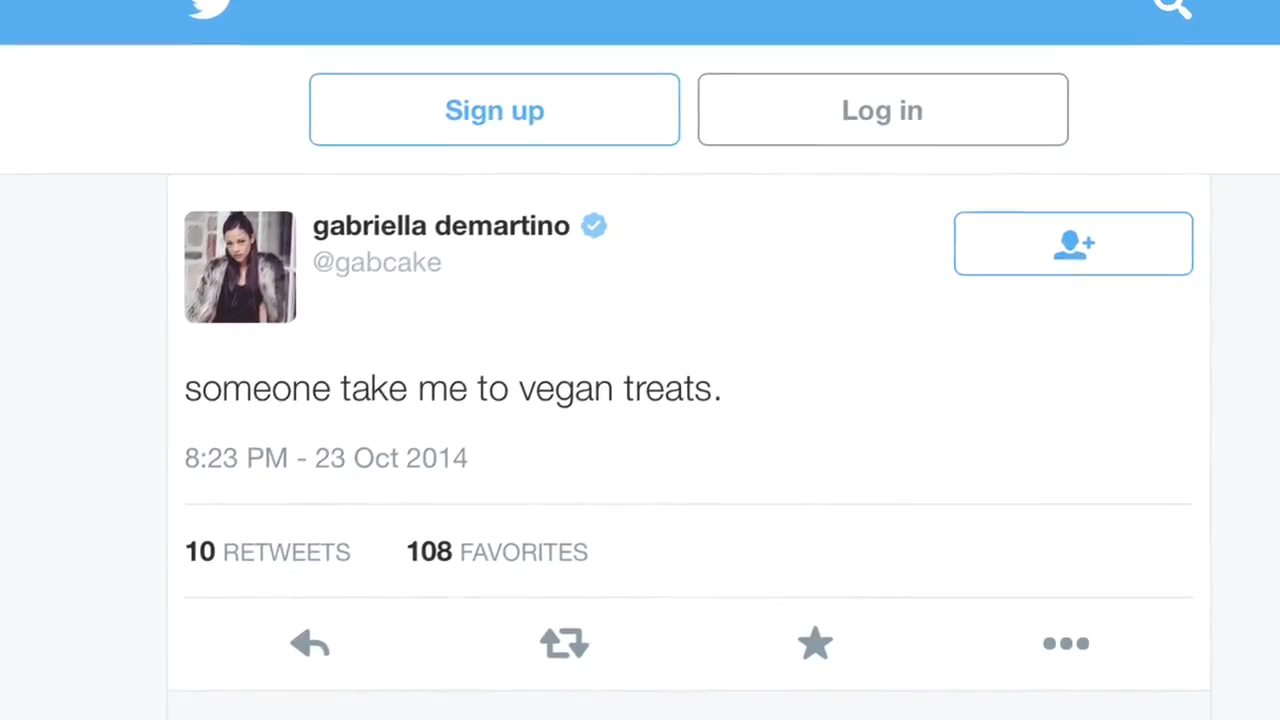 Sign up
Log in
gabriella demartino
@gabcake
someone take me to vegan treats.
8:23 PM - 23 Oct 2014
10 RETWEETS 108 FAVORITES